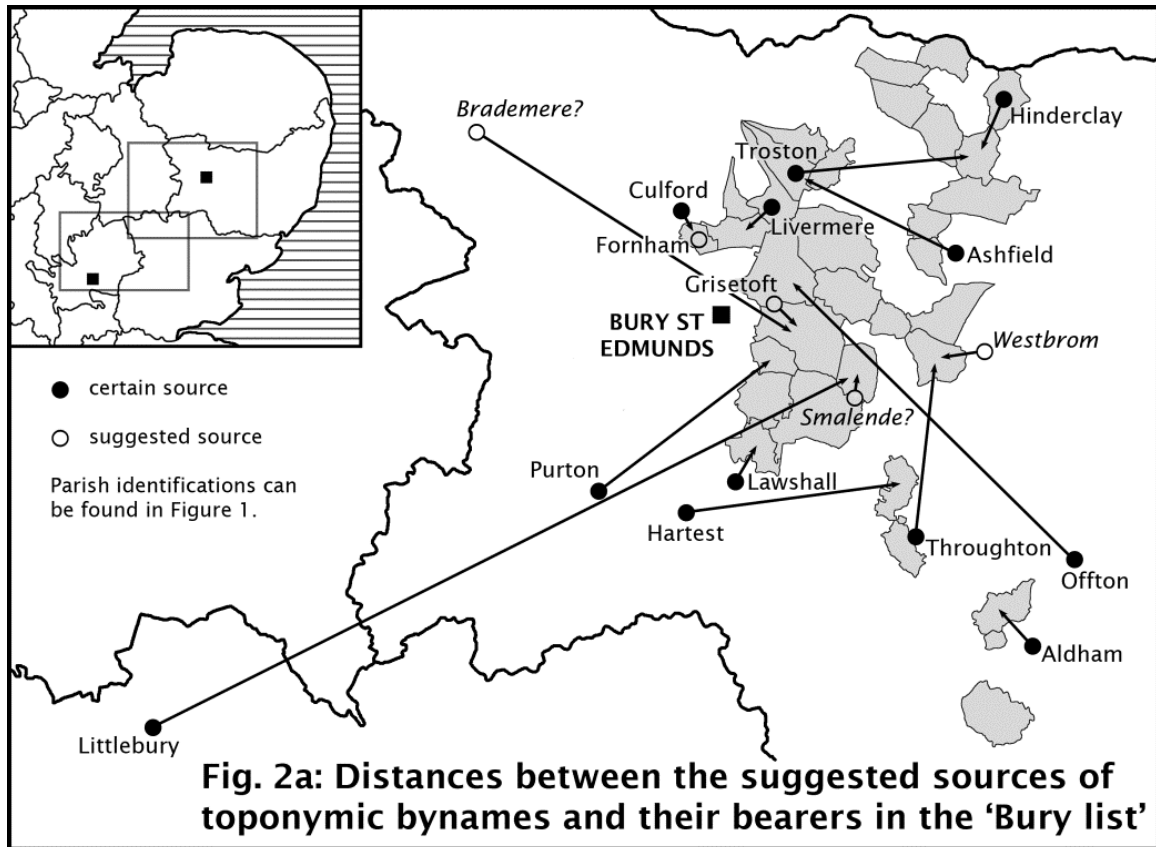 Brademere?
Hinderclay
Troston
Culford
Livermere
Fornham
Ashfield
Grisetoft
BURY ST
EDMUNDS
Westbrom
certain source
suggested source
Smalende?
Parish identifications can
be found in Figure 1.
Purton
Lawshall
Hartest
Throughton
Offton
Aldham
Littlebury
Fig. 2a: Distances between the suggested sources of
toponymic bynames and their bearers in the ‘Bury list’